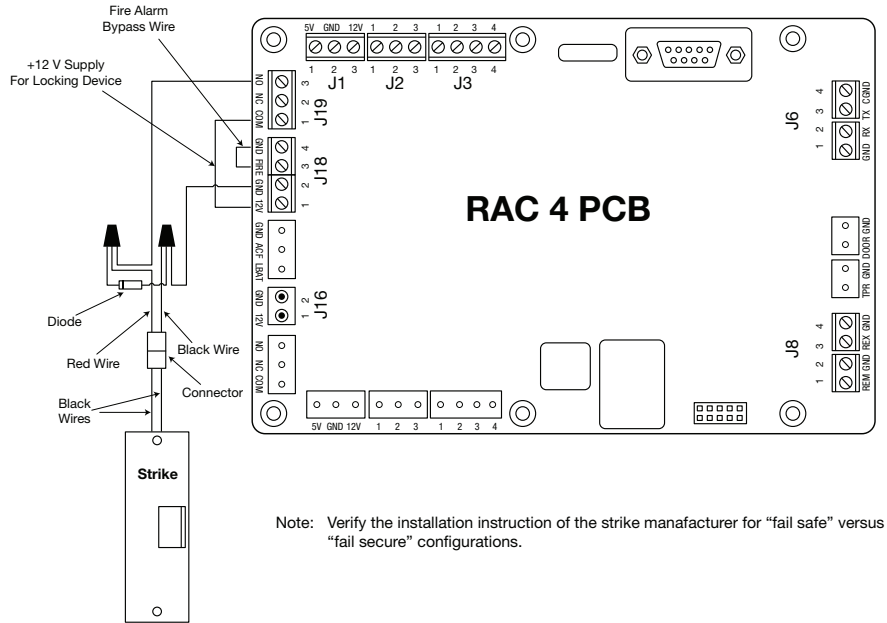 Fire Alarm
Bypass Wire
+12 V Supply
For Locking Device
5V GND 12V 1 2 3 1 2 3 4
1 2 3 1 2 3 1 2 3 4
J1 J2 J3
NO NC COM
3 2 1
J19
GND FIRE GND 12V
4 3 2 1
J18
GND ACF LBAT
GND 12V
2 1
J16
NO NC COM
RAC 4 PCB
J6
4 3 2 1
CGND TX RX GND
GND DOOR
GND TPR
J8
4 3 2 1
GND REX GND REM
5V GND 12V 1 2 3 1 2 3 4
Diode
Red Wire
Black Wire
Connector
Black
Wires
Strike
Note: Verify the installation instruction of the strike manafacturer for “fail safe” versus
“fail secure” configurations.